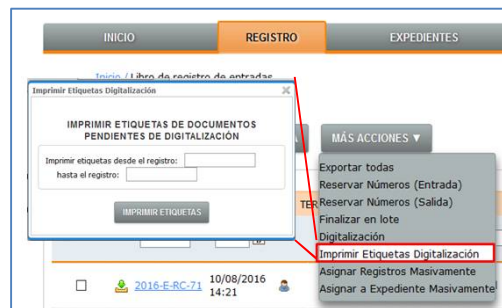 INICIO REGISTRO EXPEDIENTES
Inicio / Libro de registro de entradas
Imprimir Etiquetas Digitalización
IMPRIMIR ETIQUETAS DE DOCUMENTOS
PENDIENTES DE DIGITALIZACIÓN
Imprimir etiquetas desde el registro:
hasta el registro:
IMPRIMIR ETIQUETAS
MÁS ACCIONES ▼
Exportar todas
Reservar Números (Entrada)
Reservar Números (Salida)
Finalizar en lote
Digitalización
Imprimir Etiquetas Digitalización
Asignar Registros Masivamente
Asignar a Expediente Masivamente
TER
2016-E-RC-71 10/08/2016
14:21